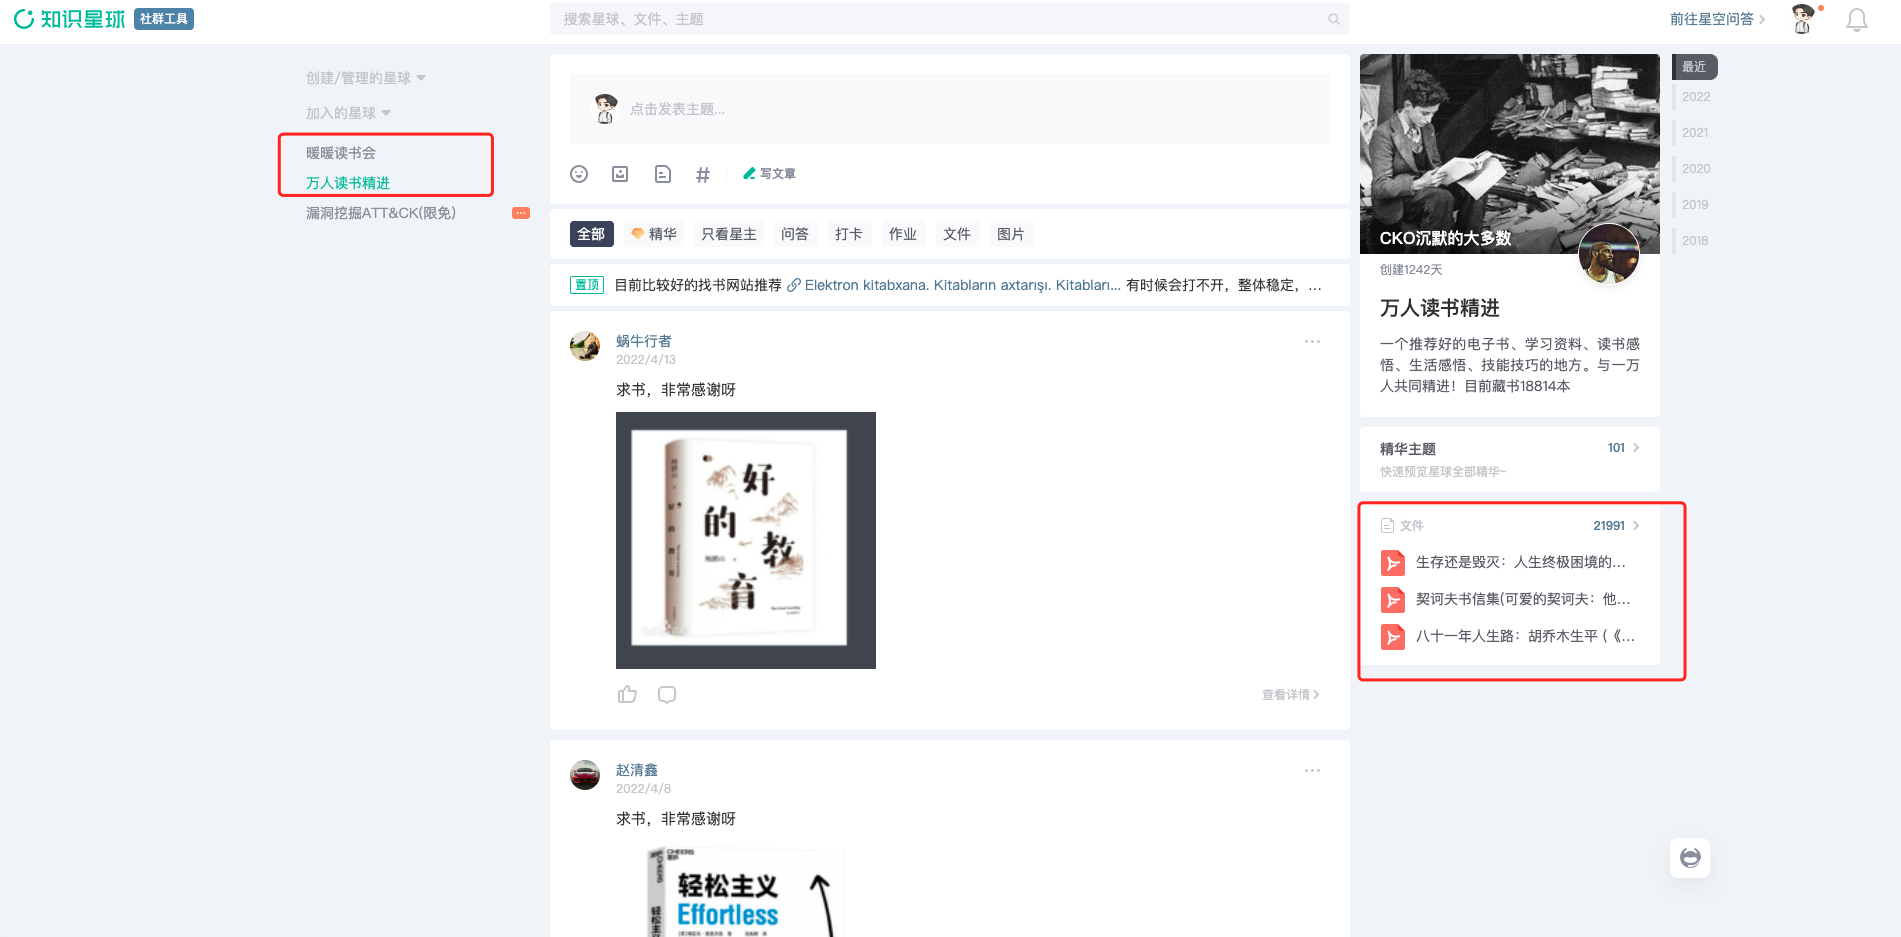 知识星球 社群工具
搜索星球、文件、主题
前往星空问答
创建/管理的星球
加入的星球
暖暖读书会
万人读书精进
漏洞挖掘ATT&CK(限免)
点击发表主题...
写文章
全部 精华 只看星主 问答 打卡 作业 文件 图片
置顶 目前比较好的找书网站推荐 Elektron kitabxana. Kitabların axtarışı. Kitabları... 有时候会打不开，整体稳定，...
蜗牛行者
2022/4/13
求书，非常感谢呀
好
的
教
育
查看详情
赵清鑫
2022/4/8
求书，非常感谢呀
CHEERS
轻松主义
Effortless
轻松主义
CKO沉默的大多数
创建1242天
万人读书精进
一个推荐好的电子书、学习资料、读书感
悟、生活感悟、技能技巧的地方。与一万
人共同精进！目前藏书18814本
精华主题 101
快速预览星球全部精华~
文件 21991
生存还是毁灭：人生终极困境的...
契诃夫书信集(可爱的契诃夫：他...
八十一年人生路：胡乔木生平 (《...
最近
2022
2021
2020
2019
2018